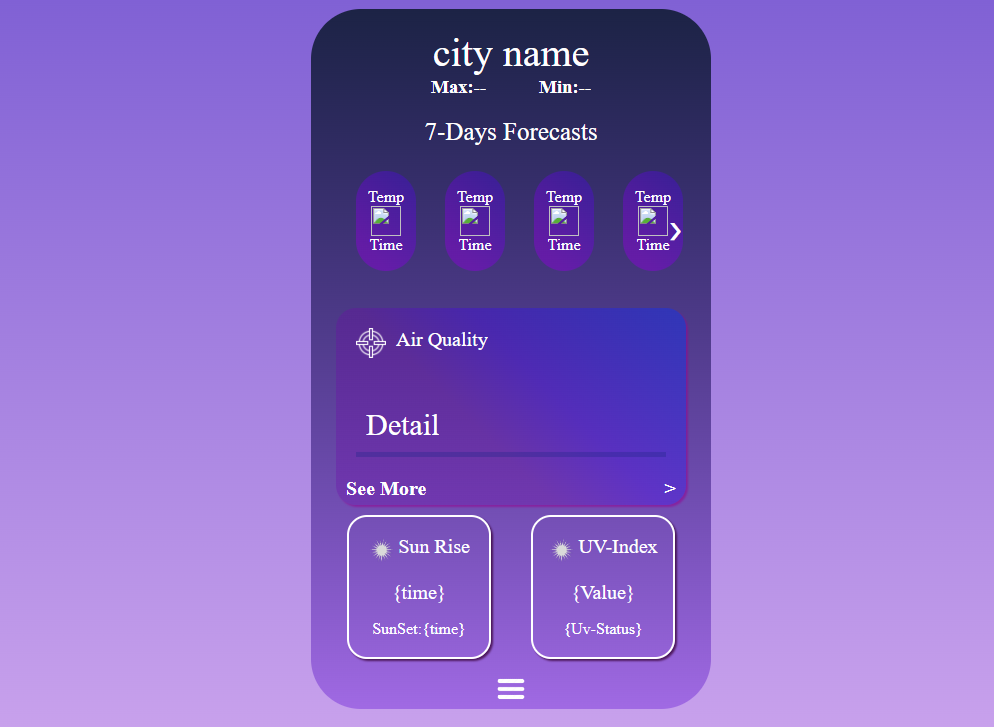 city name
Max:-- Min:--
7-Days Forecasts
Temp Temp Temp Temp
Time Time Time Time ❯
Air Quality
Detail
See More >
Sun Rise UV-Index
{time} {Value}
SunSet:{time} {Uv-Status}